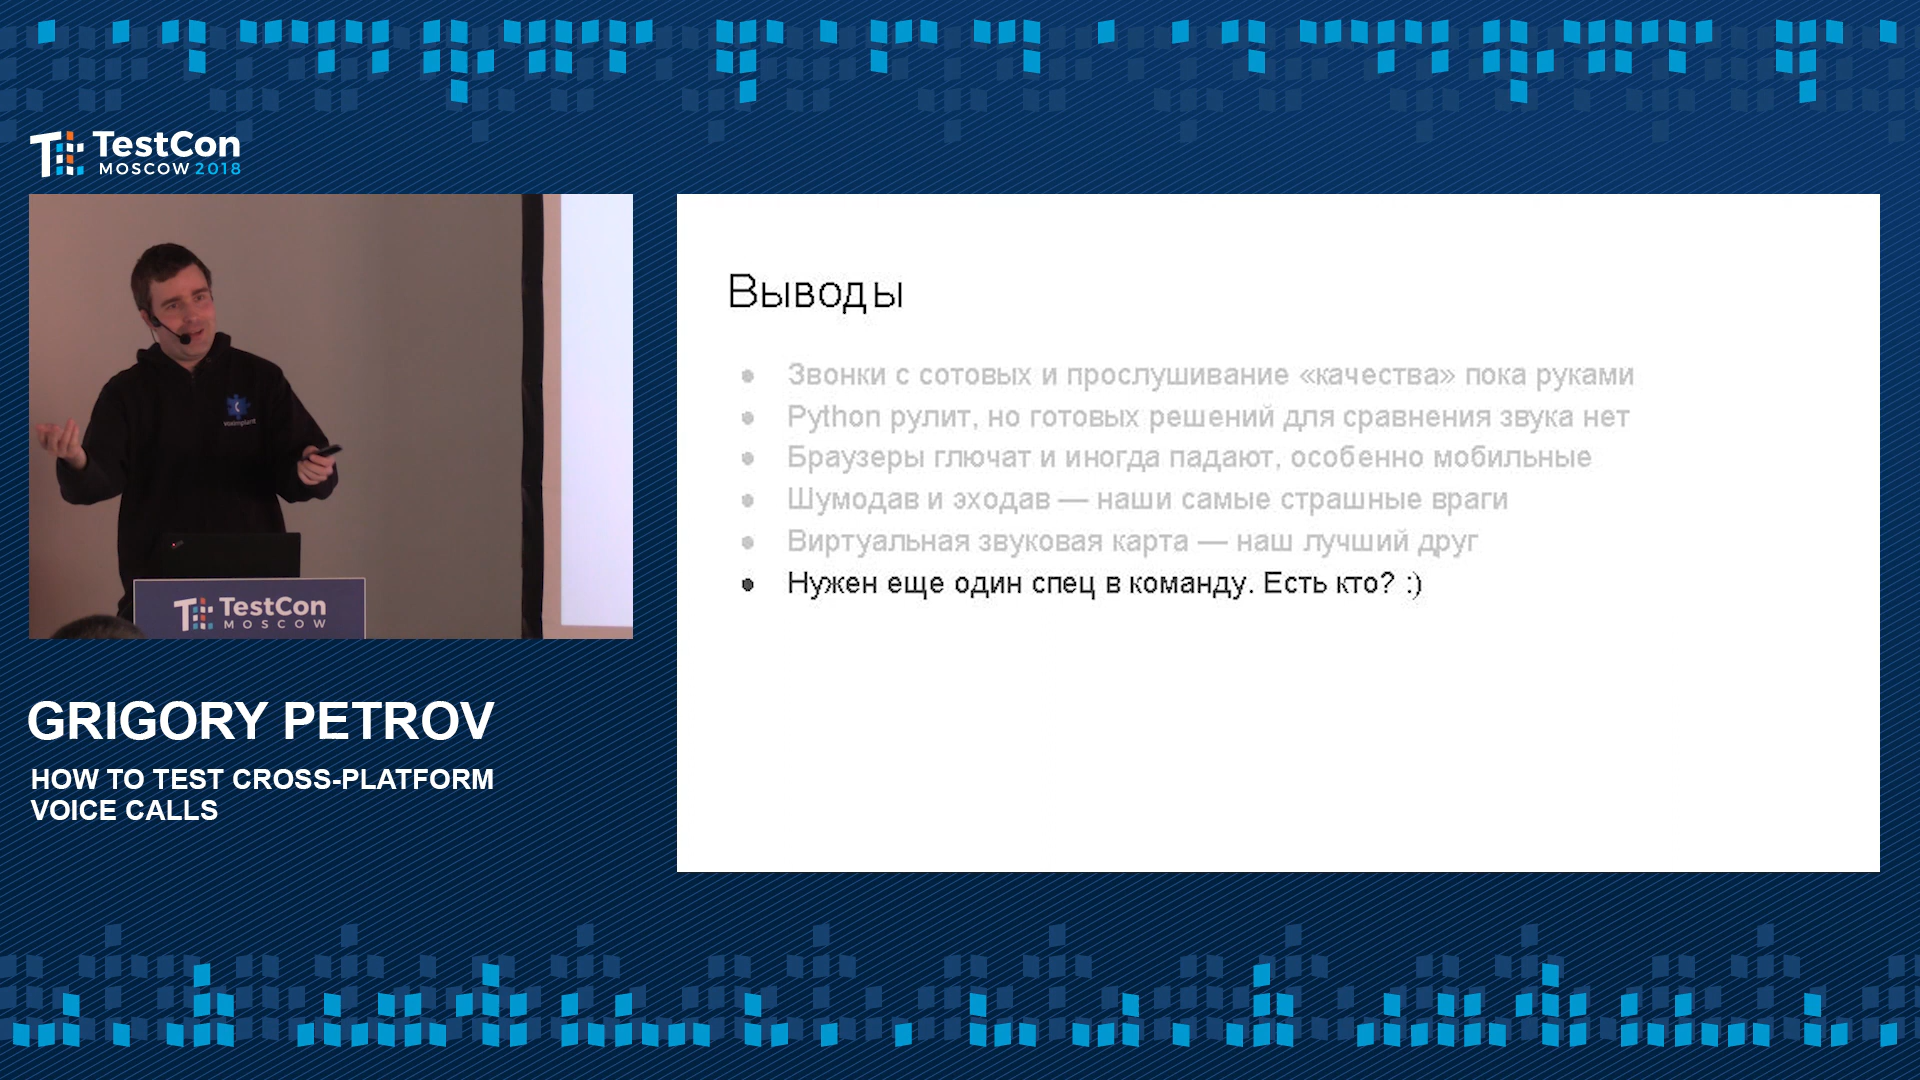 TestCon
MOSCOW 2018
TestCon
MOSCOW
GRIGORY PETROV
HOW TO TEST CROSS-PLATFORM
VOICE CALLS
Выводы
Звонки с сотовых и прослушивание «качества» пока руками
Python рулит, но готовых решений для сравнения звука нет
Браузеры глючат и иногда падают, особенно мобильные
Шумодав и эходав — наши самые страшные враги
Виртуальная звуковая карта — наш лучший друг
Нужен еще один спец в команду. Есть кто? :)